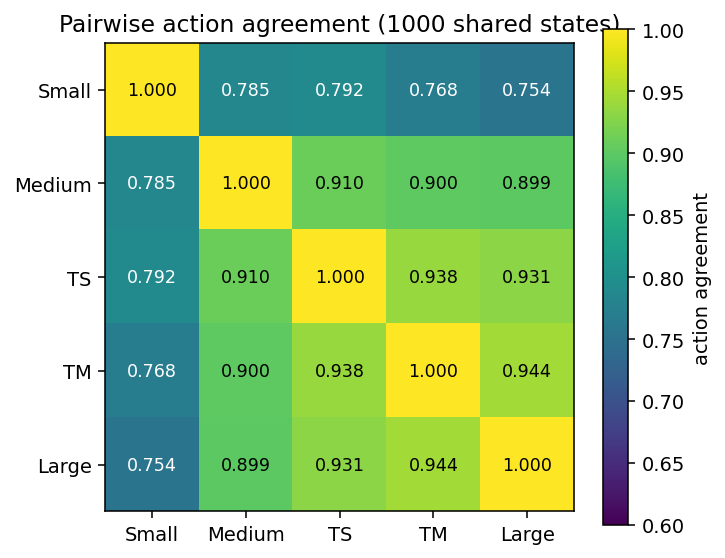 Pairwise action agreement (1000 shared states)
Small 1.000 0.785 0.792 0.768 0.754
Medium 0.785 1.000 0.910 0.900 0.899
TS 0.792 0.910 1.000 0.938 0.931
TM 0.768 0.900 0.938 1.000 0.944
Large 0.754 0.899 0.931 0.944 1.000
Small Medium TS TM Large
1.00
0.95
0.90
0.85
0.80
0.75
0.70
0.65
0.60
action agreement